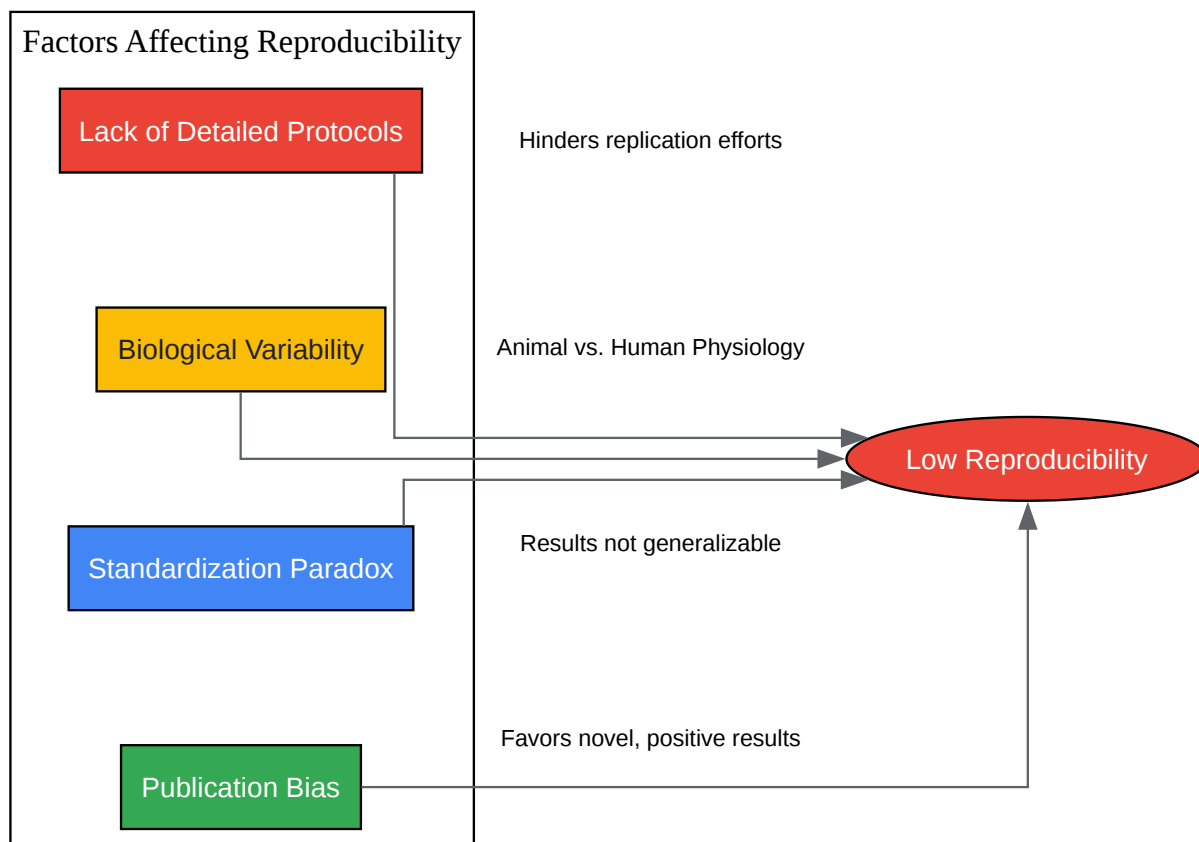 Factors Affecting Reproducibility
Lack of Detailed Protocols
Hinders replication efforts
Biological Variability
Animal vs. Human Physiology
Low Reproducibility
Standardization Paradox
Results not generalizable
Publication Bias
Favors novel, positive results